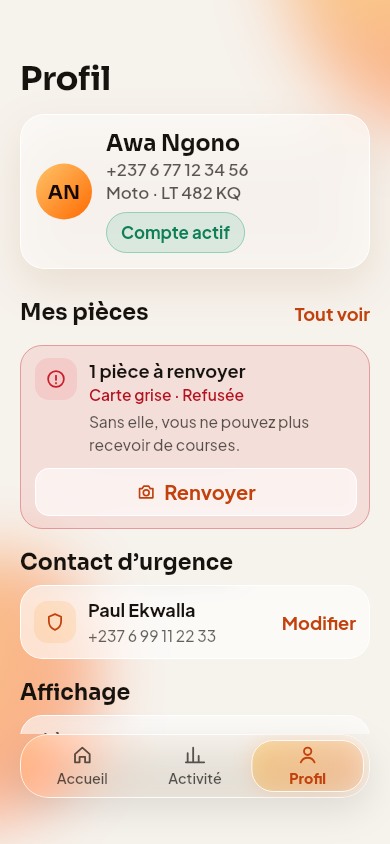 Profil
AN
Awa Ngono
+237 6 77 12 34 56
Moto · LT 482 KQ
Compte actif
Mes pièces
Tout voir
1 pièce à renvoyer
Carte grise · Refusée
Sans elle, vous ne pouvez plus
recevoir de courses.
Renvoyer
Contact d’urgence
Paul Ekwalla
+237 6 99 11 22 33
Modifier
Affichage
Accueil
Activité
Profil